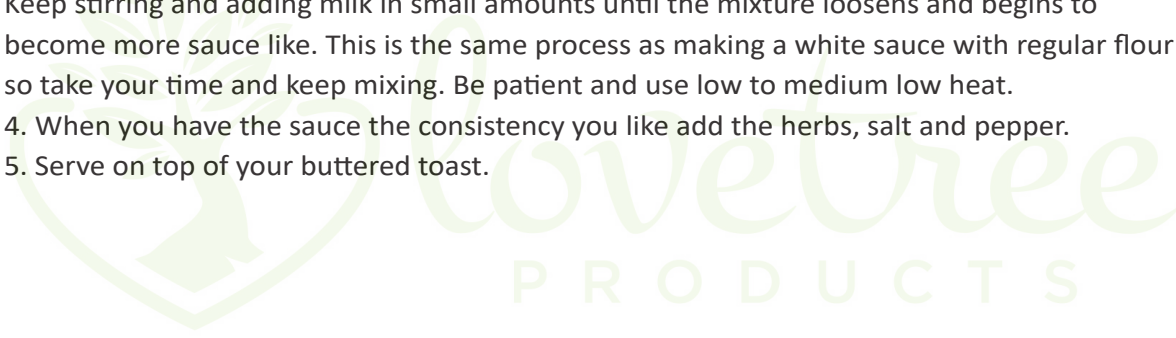 Keep stirring and adding milk in small amounts until the mixture loosens and begins to
become more sauce like. This is the same process as making a white sauce with regular flour
so take your time and keep mixing. Be patient and use low to medium low heat.
4. When you have the sauce the consistency you like add the herbs, salt and pepper.
5. Serve on top of your buttered toast.
lovetree
PRODUCTS